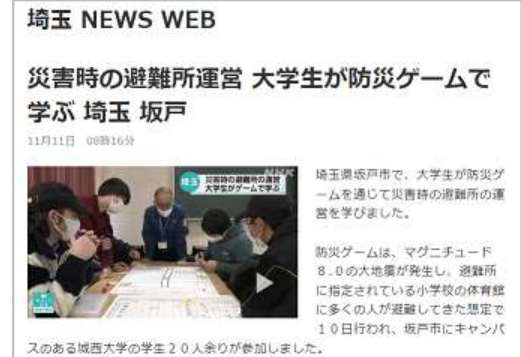 埼玉 NEWS WEB
災害時の避難所運営 大学生が防災ゲームで
学ぶ 埼玉 坂戸
11月11日 08時16分
NHK
埼玉 災害時の避難所の運営
大学生がゲームで学ぶ
埼玉県坂戸市で、大学生が防災ゲ
ームを通じて災害時の避難所の運
営を学びました。
防災ゲームは、マグニチュード
8.0の大地震が発生し、避難所
に指定されている小学校の体育館
に多くの人が避難してきた想定で
10日行われ、坂戸市にキャンパ
スのある城西大学の学生20人余りが参加しました。